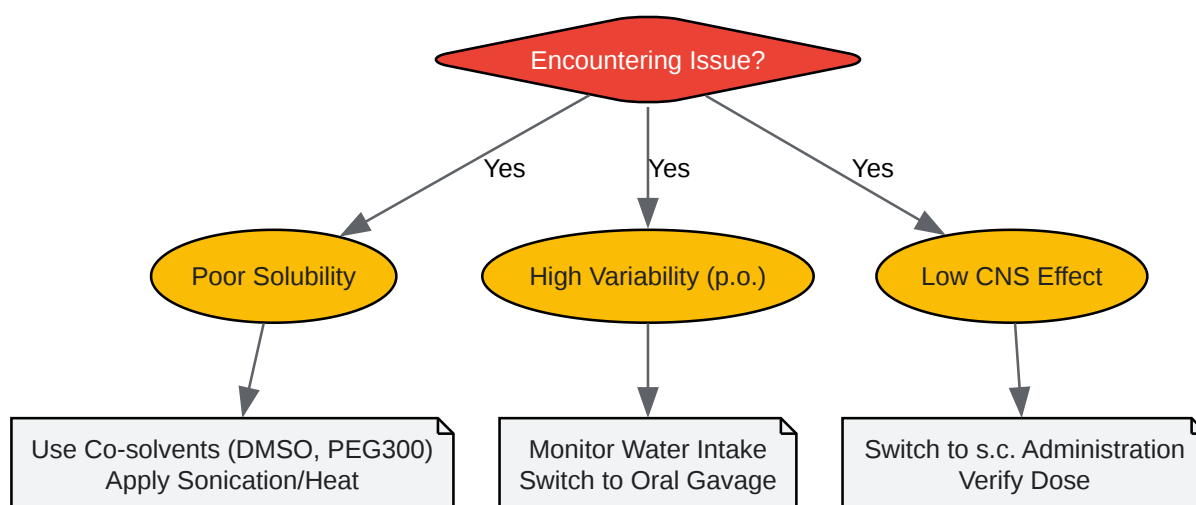 Encountering Issue?
Yes
Yes
Yes
Poor Solubility
High Variability (p.o.)
Low CNS Effect
Use Co-solvents (DMSO, PEG300)
Apply Sonication/Heat
Monitor Water Intake
Switch to Oral Gavage
Switch to s.c. Administration
Verify Dose